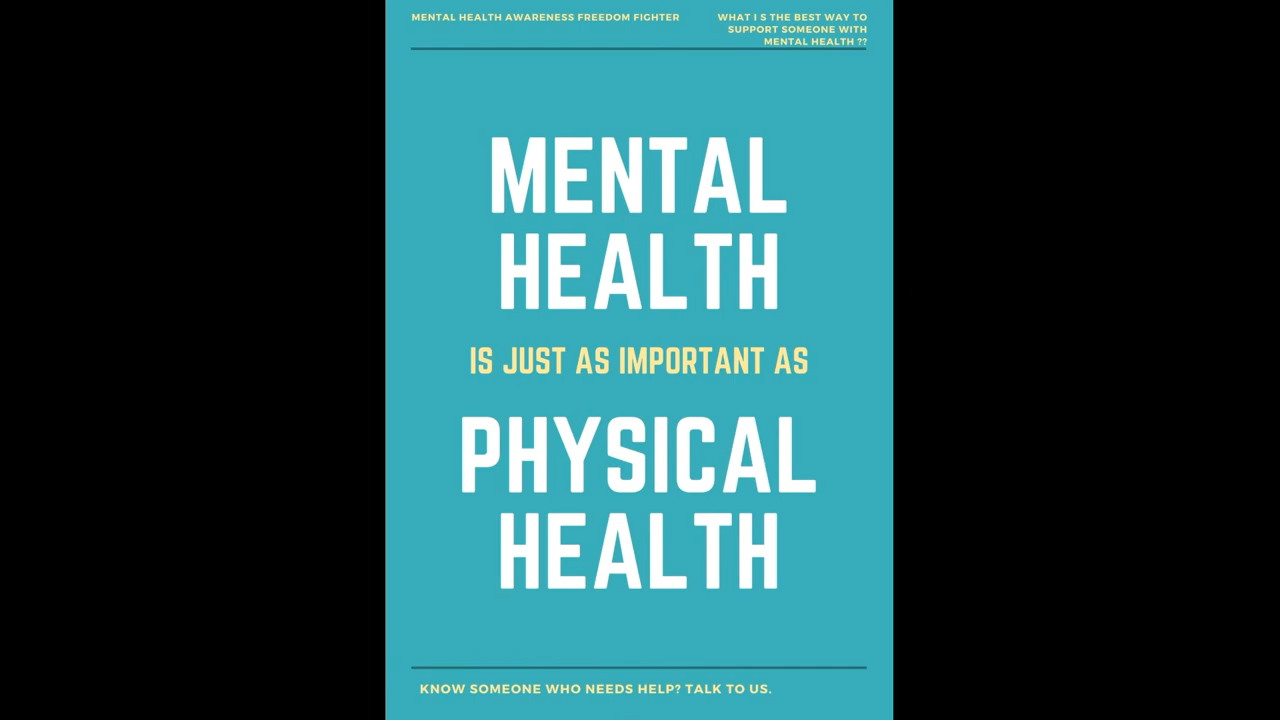 MENTAL HEALTH AWARENESS FREEDOM FIGHTER
WHAT I S THE BEST WAY TO
SUPPORT SOMEONE WITH
MENTAL HEALTH ??
MENTAL
HEALTH
IS JUST AS IMPORTANT AS
PHYSICAL
HEALTH
KNOW SOMEONE WHO NEEDS HELP? TALK TO US.